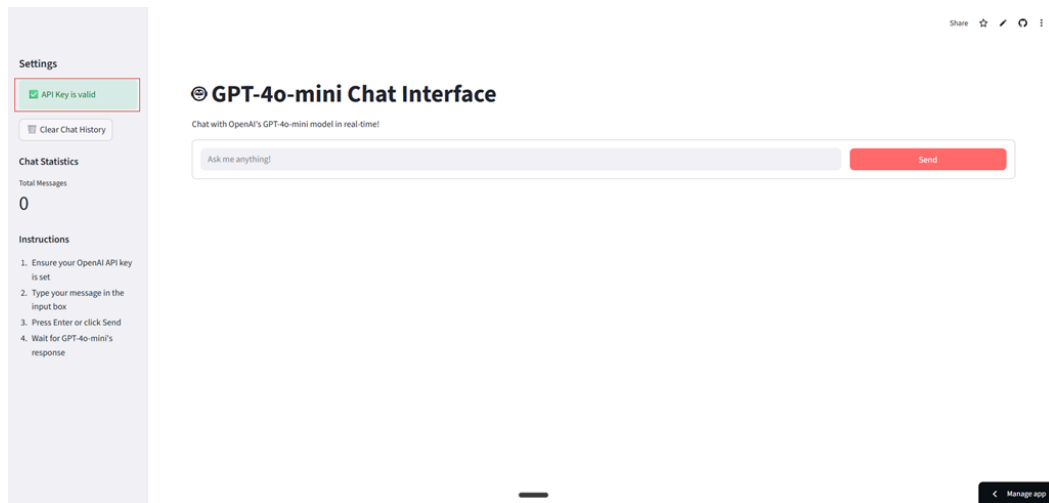 Share
Settings
API Key is valid
Clear Chat History
Chat Statistics
Total Messages
0
Instructions
1. Ensure your OpenAI API key
is set
2. Type your message in the
input box
3. Press Enter or click Send
4. Wait for GPT-4o-mini's
response
GPT-4o-mini Chat Interface
Chat with OpenAI's GPT-4o-mini model in real-time!
Ask me anything!
Send
Manage app